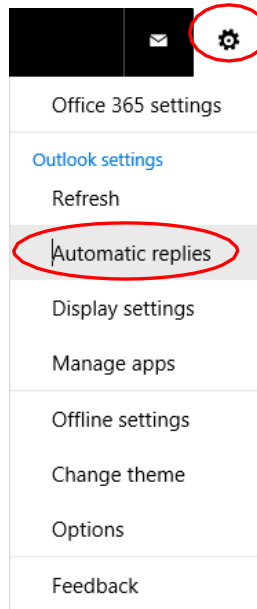 Office 365 settings
Outlook settings
Refresh
Automatic replies
Display settings
Manage apps
Offline settings
Change theme
Options
Feedback